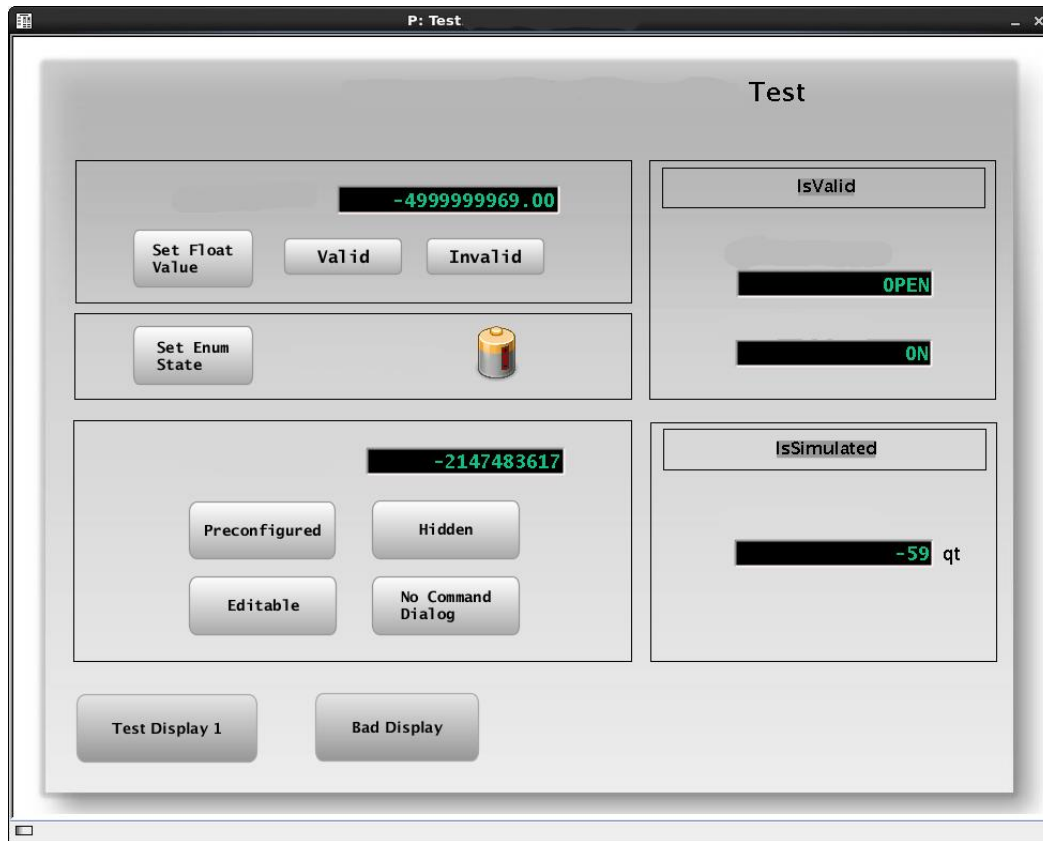 P: Test
Test
-4999999969.00
Set Float
Value
Valid
Invalid
IsValid
OPEN
ON
Set Enum
State
-2147483617
Preconfigured
Hidden
Editable
No Command
Dialog
IsSimulated
-59 qt
Test Display 1
Bad Display